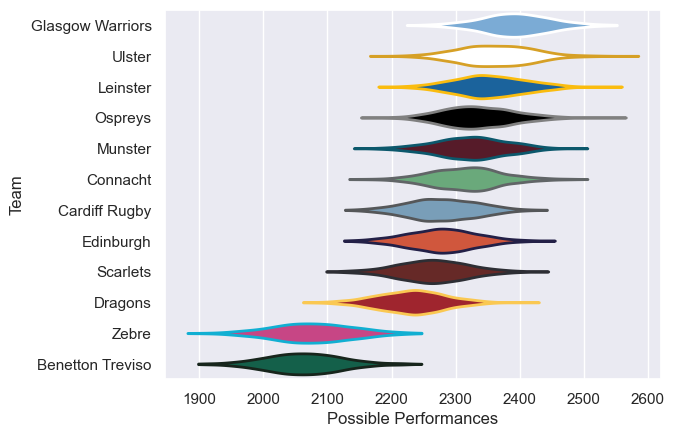 Glasgow Warriors
Ulster
Leinster
Ospreys
Munster
Connacht
Cardiff Rugby
Edinburgh
Scarlets
Dragons
Zebre
Benetton Treviso
Team
1900 2000 2100 2200 2300 2400 2500 2600
Possible Performances